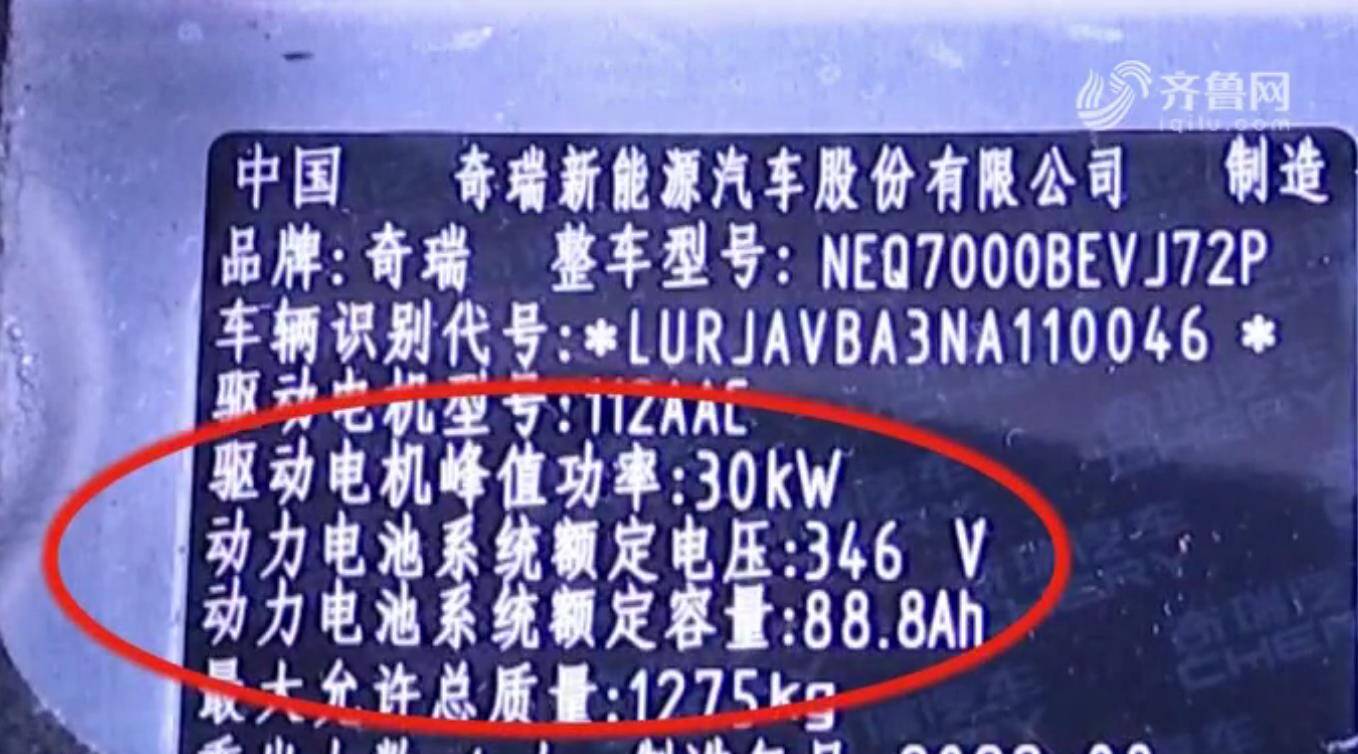 齐鲁网
iqilu.com
中国 奇瑞新能源汽车股份有限公司 制造
品牌:奇瑞 整车型号:NEQ7000BEVJ72P
车辆识别代号:*LURJAVBA3NA110046 *
驱动电机型号:112AAC
驱动电机峰值功率:30kW
动力电池系统额定电压:346 V
动力电池系统额定容量:88.8Ah
最大允许总质量:1275kg
CHERY